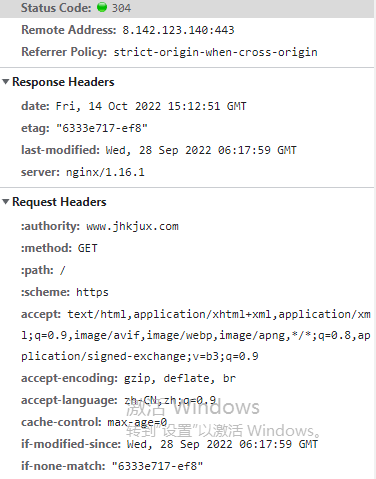 Status Code: 304
Remote Address: 8.142.123.140:443
Referrer Policy: strict-origin-when-cross-origin
Response Headers
date: Fri, 14 Oct 2022 15:12:51 GMT
etag: "6333e717-ef8"
last-modified: Wed, 28 Sep 2022 06:17:59 GMT
server: nginx/1.16.1
Request Headers
:authority: www.jhkjux.com
:method: GET
:path: /
:scheme: https
accept: text/html,application/xhtml+xml,application/xm
l;q=0.9,image/avif,image/webp,image/apng,*/*;q=0.8,ap
plication/signed-exchange;v=b3;q=0.9
accept-encoding: gzip, deflate, br
accept-language: zh-CN,zh;q=0.9
激活 Windows
cache-control: max-age=0
转到"设置"以激活 Windows。
if-modified-since: Wed, 28 Sep 2022 06:17:59 GMT
if-none-match: "6333e717-ef8"